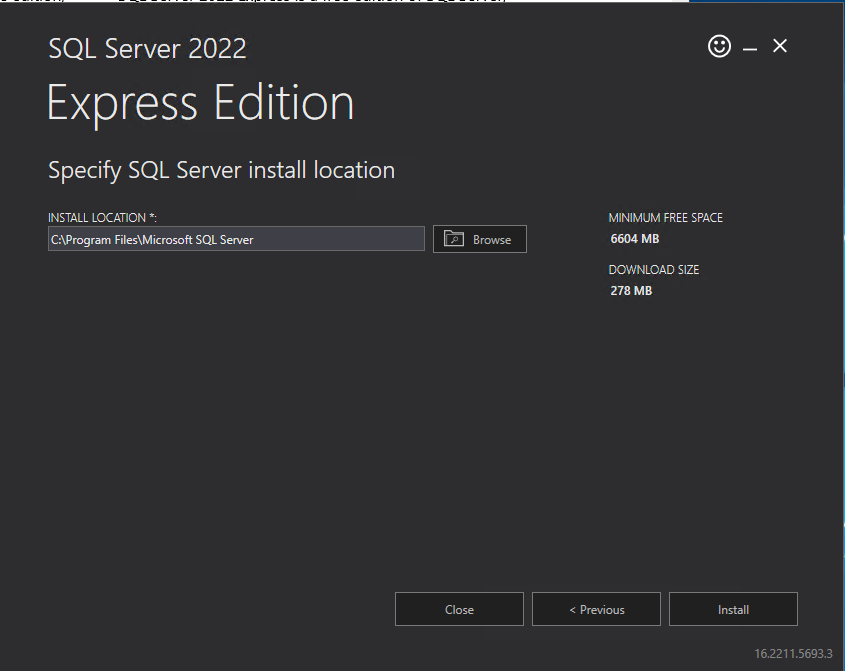 SQL Server 2022
Express Edition
Specify SQL Server install location
INSTALL LOCATION *:
C:\Program Files\Microsoft SQL Server
Browse
MINIMUM FREE SPACE
6604 MB
DOWNLOAD SIZE
278 MB
Close
< Previous
Install
16.2211.5693.3